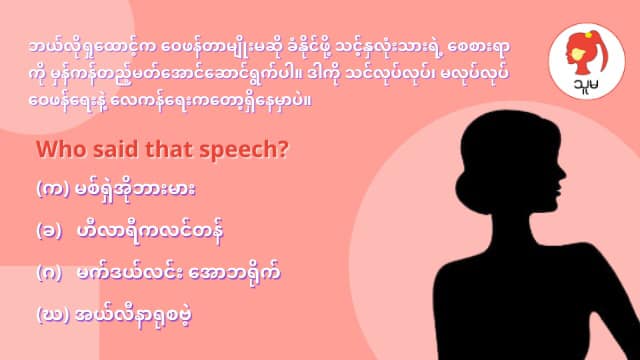 ဘယ်လိုရှုထောင့်က ဝေဖန်တာမျိုးမဆို ခံနိုင်ဖို့ သင့်နှလုံးသားရဲ့ စေစားရာ
ကို မှန်ကန်တည့်မတ်အောင်ဆောင်ရွက်ပါ။ ဒါကို သင်လုပ်လုပ်၊ မလုပ်လုပ်
ဝေဖန်ရေးနဲ့ လေကန်ရေးကတော့ရှိနေမှာပဲ။
Who said that speech?
(က) မစ်ရှဲအိုဘားမား
(ခ) ဟီလာရီကလင်တန်
(ဂ) မက်ဒယ်လင်း အောဘရိုက်
(ဃ) အယ်လီနာရုစဗဲ့
သူမ